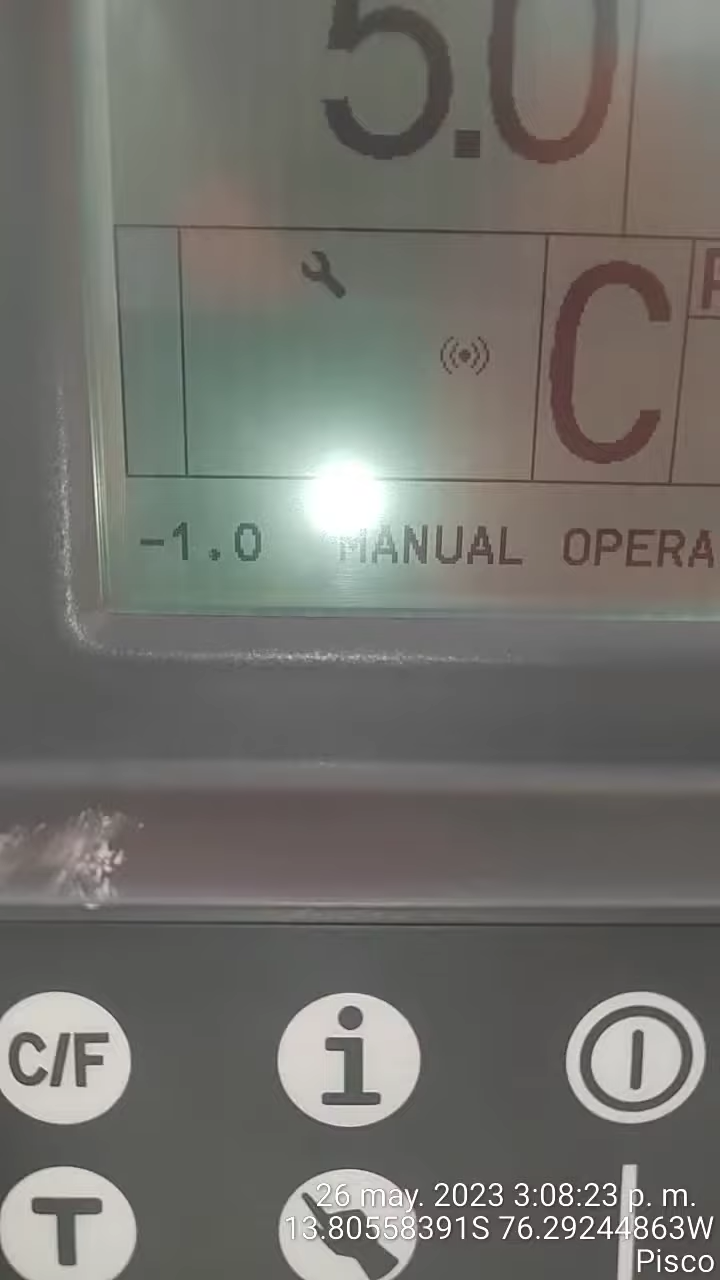 5.0
C
-1.0 MANUAL OPERA
C/F i
T
26 may. 2023 3:08:23 p. m.
13.80558391S 76.29244863W
Pisco